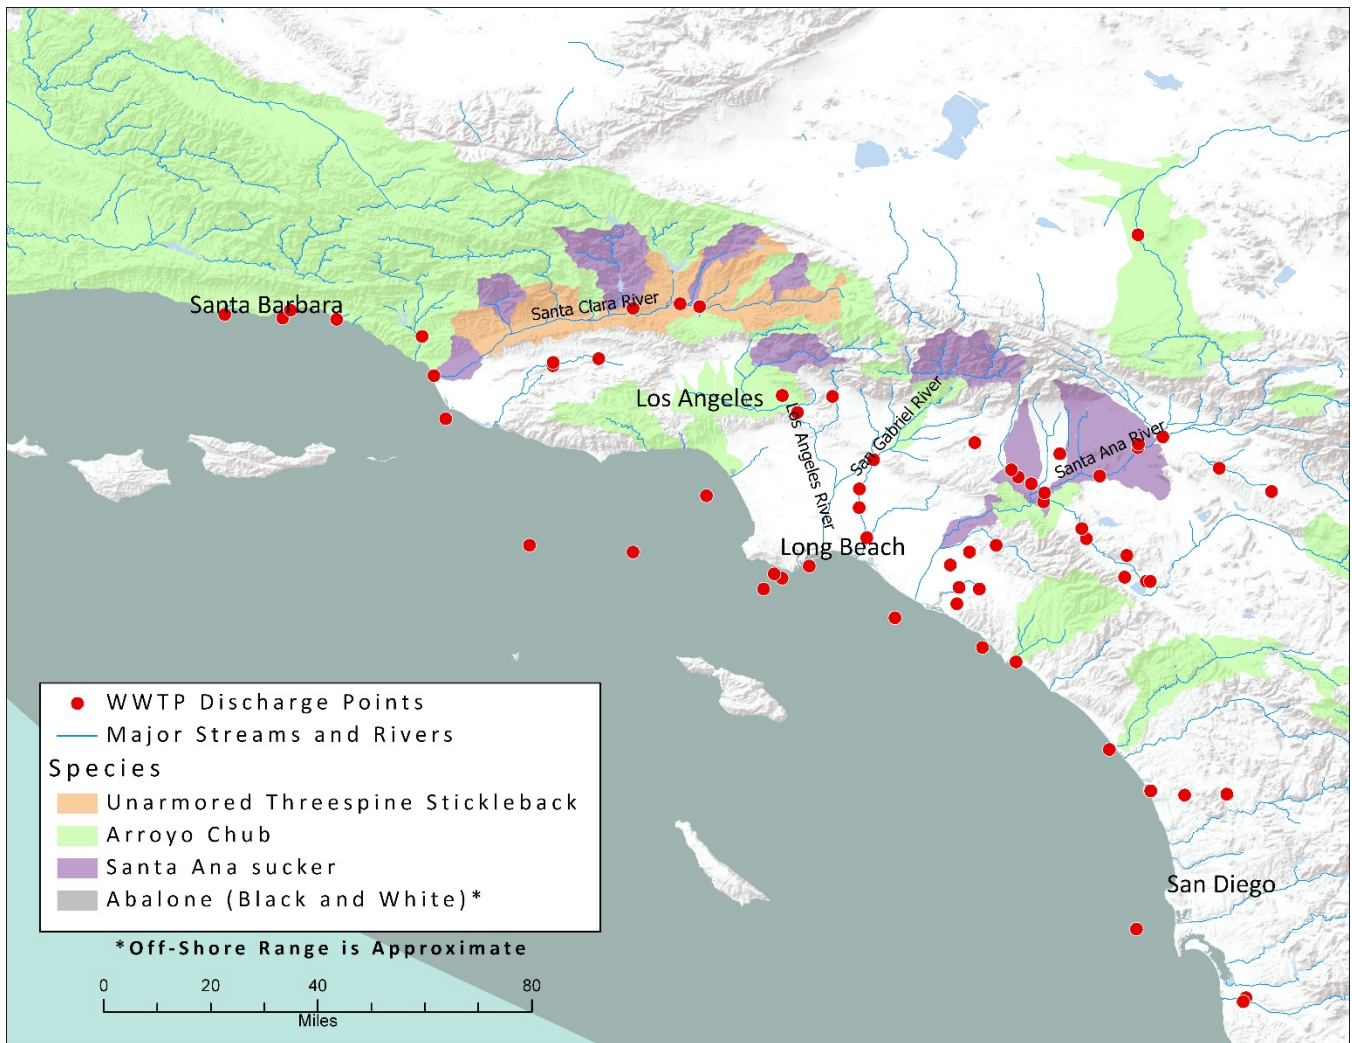 Santa Barbara
Santa Clara River
Los Angeles
Los Angeles River
San Gabriel River
Santa Ana River
Long Beach
San Diego
WWTP Discharge Points
Major Streams and Rivers
Species
Unarmored Threespine Stickleback
Arroyo Chub
Santa Ana sucker
Abalone (Black and White)*
*Off-Shore Range is Approximate
0 20 40 80
Miles